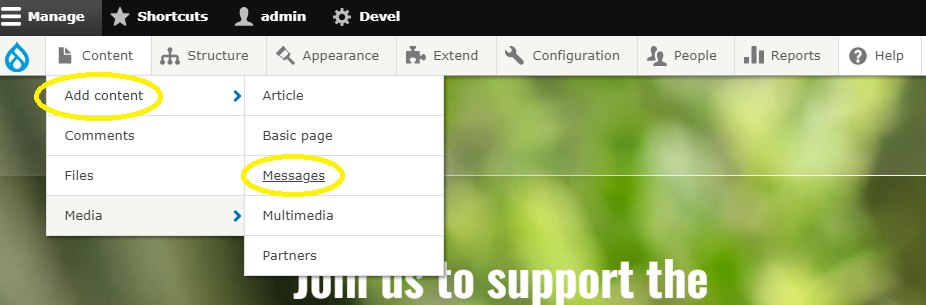 Manage Shortcuts admin Devel
Content Structure Appearance Extend Configuration People Reports Help
Add content Article
Comments Basic page
Files Messages
Media Multimedia
Partners
Join us to support the